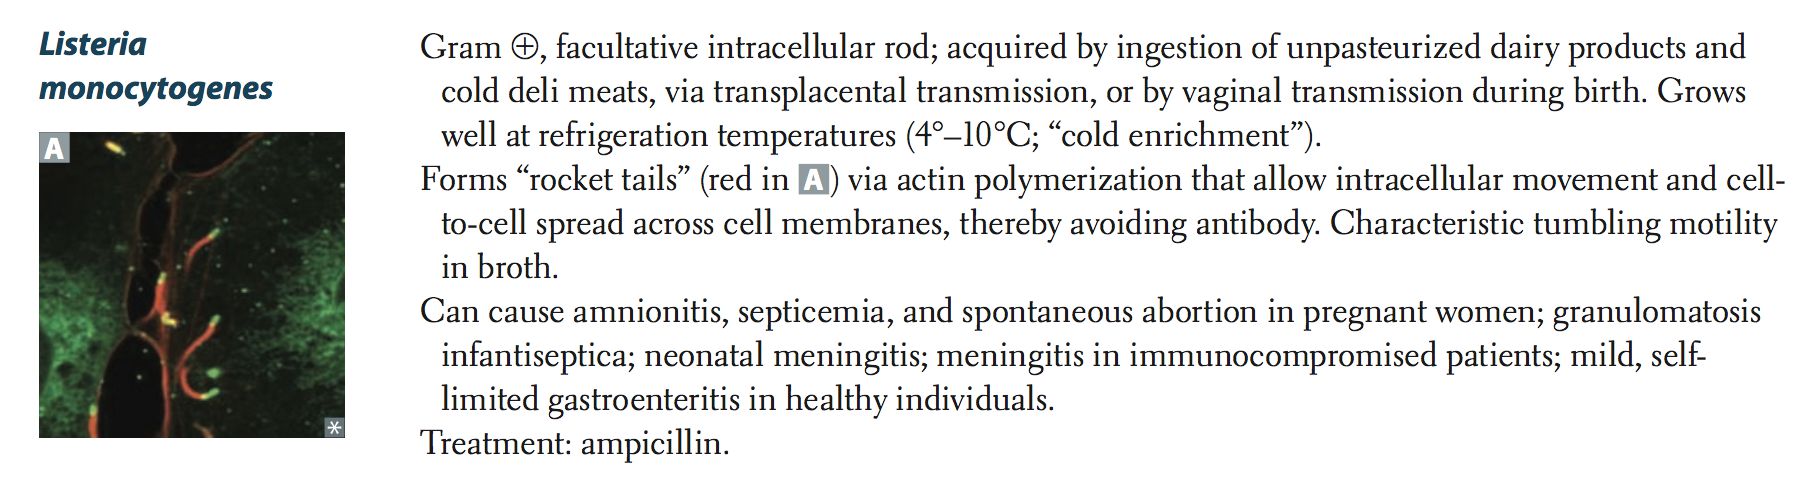 Listeria
monocytogenes
A
*
Gram ⊕, facultative intracellular rod; acquired by ingestion of unpasteurized dairy products and
cold deli meats, via transplacental transmission, or by vaginal transmission during birth. Grows
well at refrigeration temperatures (4°–10°C; “cold enrichment”).
Forms “rocket tails” (red in A) via actin polymerization that allow intracellular movement and cell-
to-cell spread across cell membranes, thereby avoiding antibody. Characteristic tumbling motility
in broth.
Can cause amnionitis, septicemia, and spontaneous abortion in pregnant women; granulomatosis
infantiseptica; neonatal meningitis; meningitis in immunocompromised patients; mild, self-
limited gastroenteritis in healthy individuals.
Treatment: ampicillin.